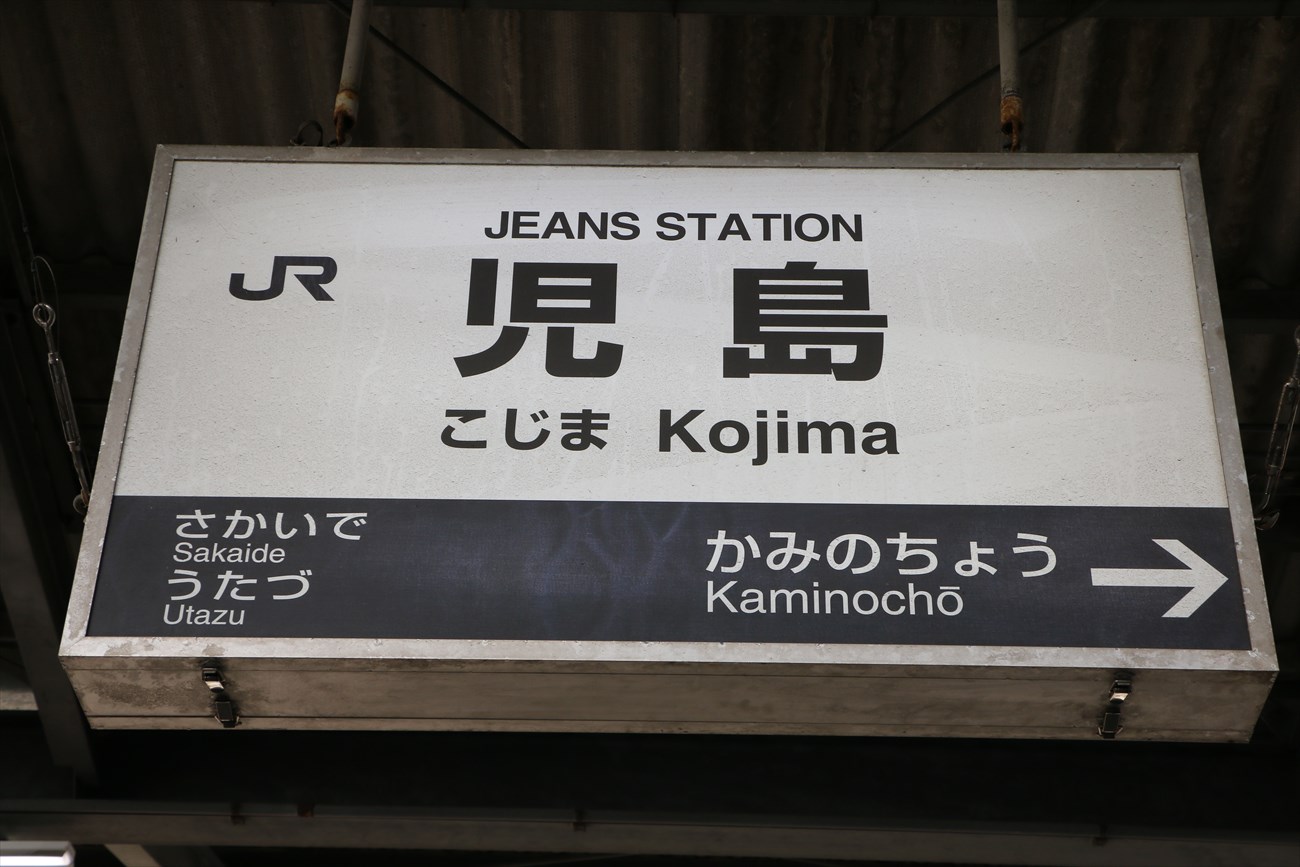 JEANS STATION
JR
児島
こじま Kojima
さかいで
Sakaide
うたづ
Utazu
かみのちょう
Kaminochō